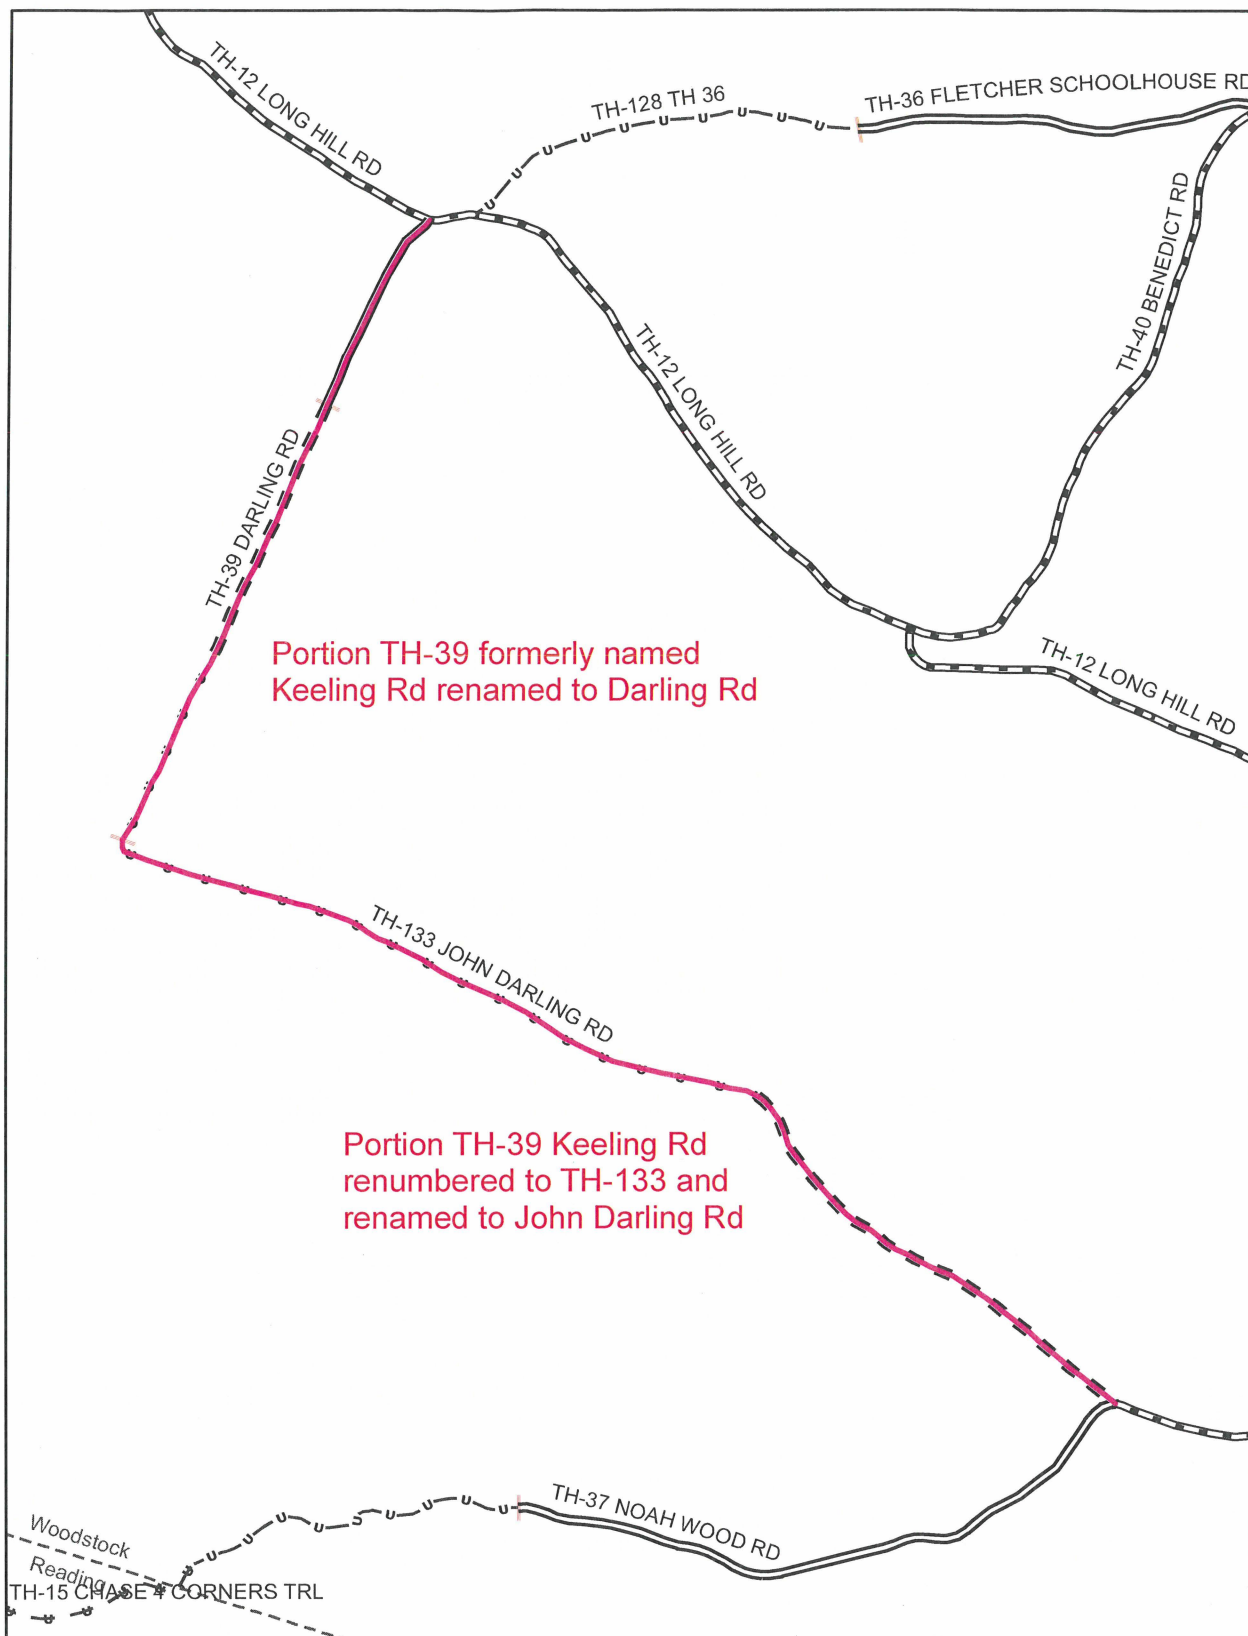 TH-12 LONG HILL RD
TH-128 TH 36
TH-36 FLETCHER SCHOOLHOUSE RD
TH-40 BENEDICT RD
TH-12 LONG HILL RD
TH-39 DARLING RD
Portion TH-39 formerly named
Keeling Rd renamed to Darling Rd
TH-12 LONG HILL RD
TH-133 JOHN DARLING RD
Portion TH-39 Keeling Rd
renumbered to TH-133 and
renamed to John Darling Rd
TH-37 NOAH WOOD RD
Woodstock
Reading
TH-15 CHASE 4 CORNERS TRL